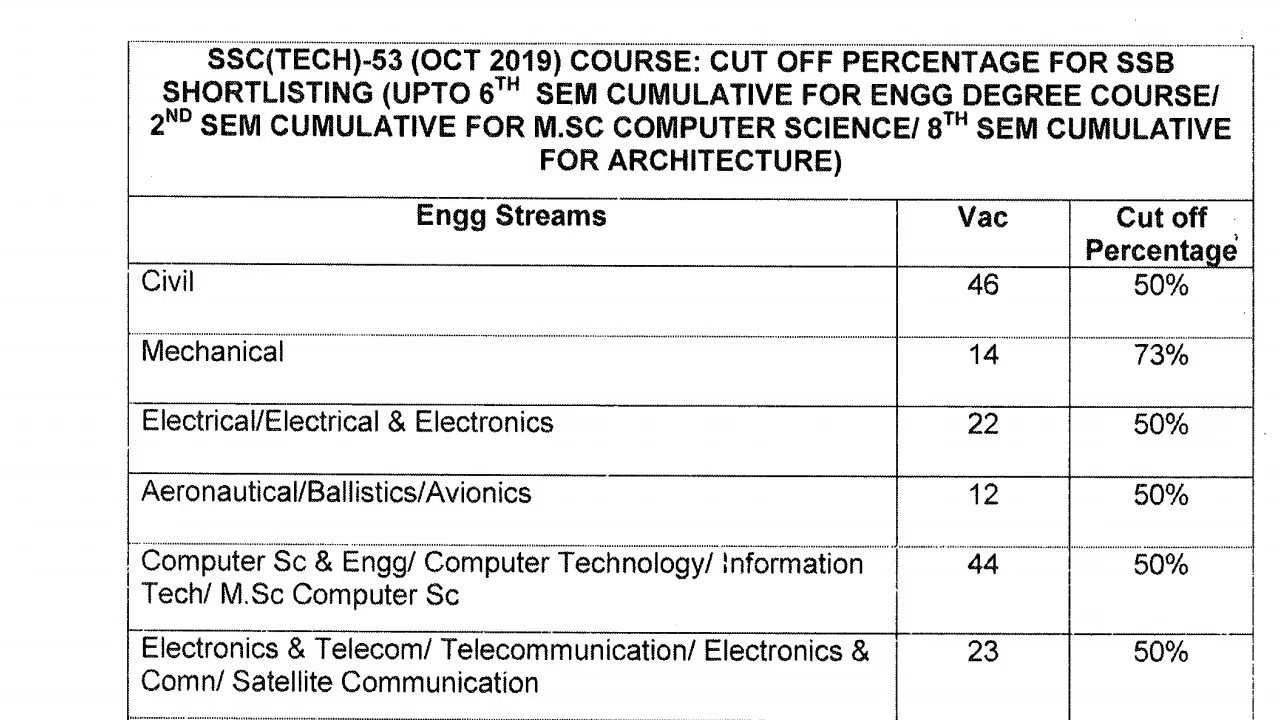 SSC(TECH)-53 (OCT 2019) COURSE: CUT OFF PERCENTAGE FOR SSB
SHORTLISTING (UPTO 6TH SEM CUMULATIVE FOR ENGG DEGREE COURSE/
2ND SEM CUMULATIVE FOR M.SC COMPUTER SCIENCE/ 8TH SEM CUMULATIVE
FOR ARCHITECTURE)
Engg Streams Vac Cut off
Percentage
Civil 46 50%
Mechanical 14 73%
Electrical/Electrical & Electronics 22 50%
Aeronautical/Ballistics/Avionics 12 50%
Computer Sc & Engg/ Computer Technology/ Information 44 50%
Tech/ M.Sc Computer Sc
Electronics & Telecom/ Telecommunication/ Electronics & 23 50%
Comn/ Satellite Communication